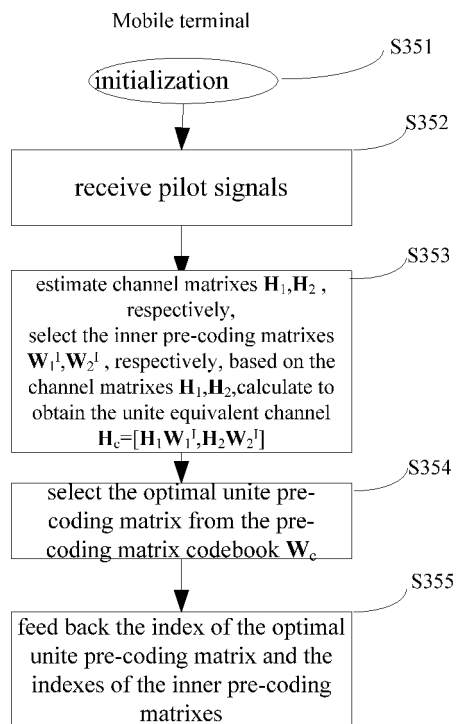 Mobile terminal
S351
initialization
S352
receive pilot signals
S353
estimate channel matrixes H₁,H₂ ,
respectively,
select the inner pre-coding matrixes
W₁ᴵ,W₂ᴵ , respectively, based on the
channel matrixes H₁,H₂,calculate to
obtain the unite equivalent channel
H꜀=[H₁W₁ᴵ,H₂W₂ᴵ]
S354
select the optimal unite pre-
coding matrix from the pre-
coding matrix codebook W꜀
S355
feed back the index of the optimal
unite pre-coding matrix and the
indexes of the inner pre-coding
matrixes